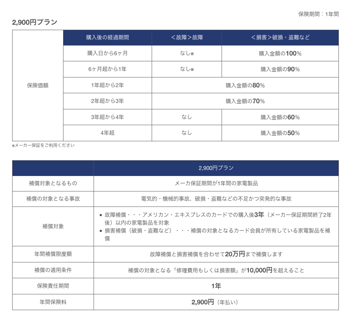 保険期間：1年間
2,900円プラン
購入後の経過期間 ＜故障＞故障 ＜損害＞破損・盗難など
保険価額
購入日から6ヶ月 なし※ 購入金額の100％
6ヶ月超から1年 なし※ 購入金額の90％
1年超から2年 購入金額の80％
2年超から3年 購入金額の70％
3年超から4年 なし 購入金額の60％
4年超 なし 購入金額の50％
※メーカー保証をご利用ください
2,900円プラン
補償対象となるもの メーカ保証期間が1年間の家電製品
補償の対象となる事故 電気的・機械的事故、破損・盗難などの不足かつ突発的な事故
補償対象
● 故障補償・・・アメリカン・エキスプレスのカードでの購入後3年（メーカー保証期間終了2年
後）以内の家電製品を対象
● 損害補償（破損・盗難など）・・・補償の対象となるカード会員が所有している家電製品を補
償
年間補償限度額 故障補償と損害補償を合わせて20万円まで補償します
補償の適用条件 補償の対象となる『修理費用もしくは損害額』が10,000円を超えること
保険責任期間 1年
年間保険料 2,900円（年払い）